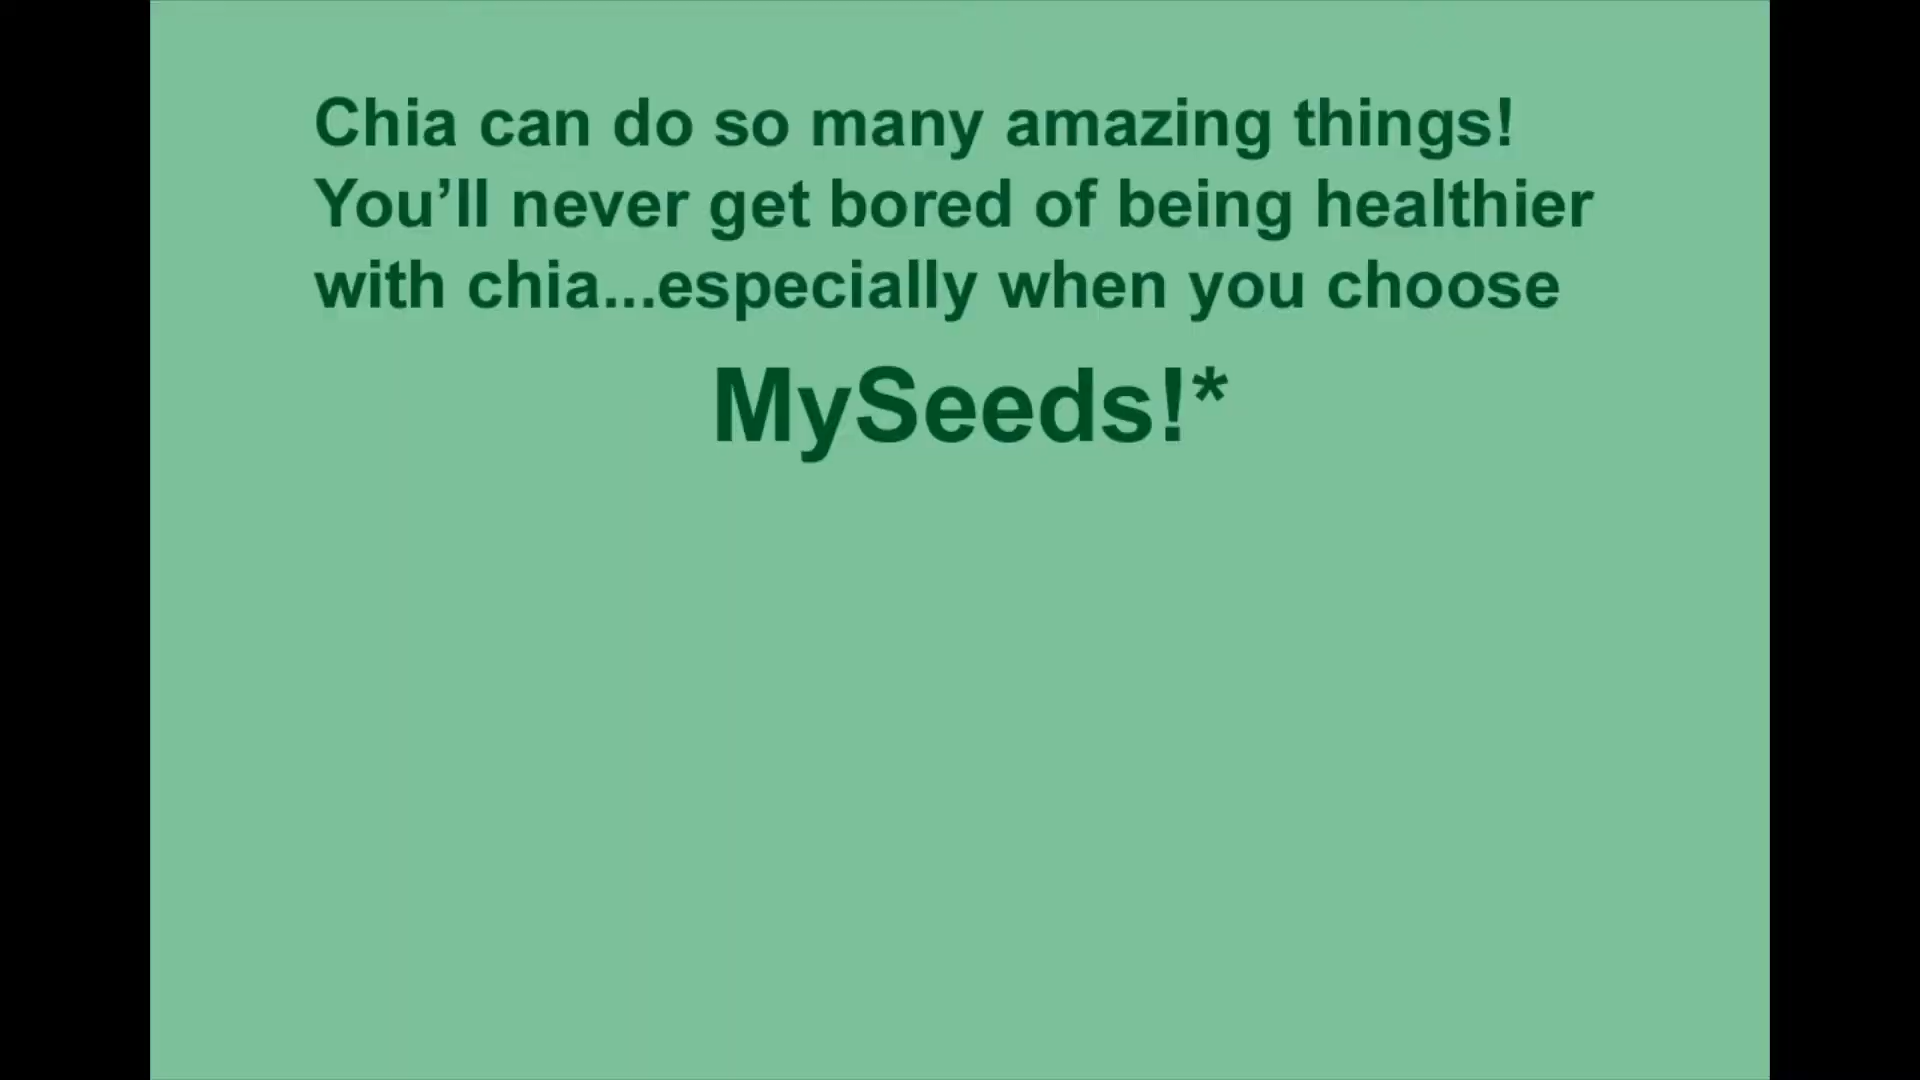 Chia can do so many amazing things!
You’ll never get bored of being healthier
with chia...especially when you choose
MySeeds!*